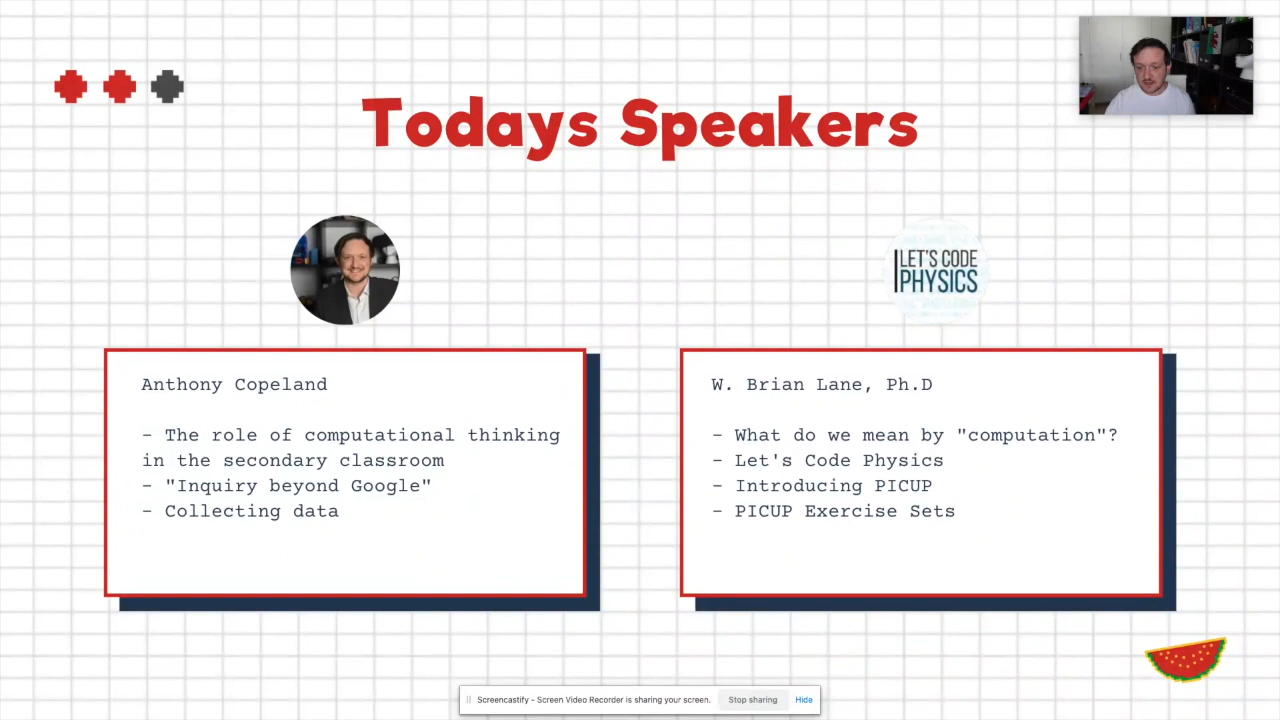 Todays Speakers
LET'S CODE
PHYSICS
Anthony Copeland
- The role of computational thinking
in the secondary classroom
- "Inquiry beyond Google"
- Collecting data
W. Brian Lane, Ph.D
- What do we mean by "computation"?
- Let's Code Physics
- Introducing PICUP
- PICUP Exercise Sets
Screencastify - Screen Video Recorder is sharing your screen. Stop sharing Hide